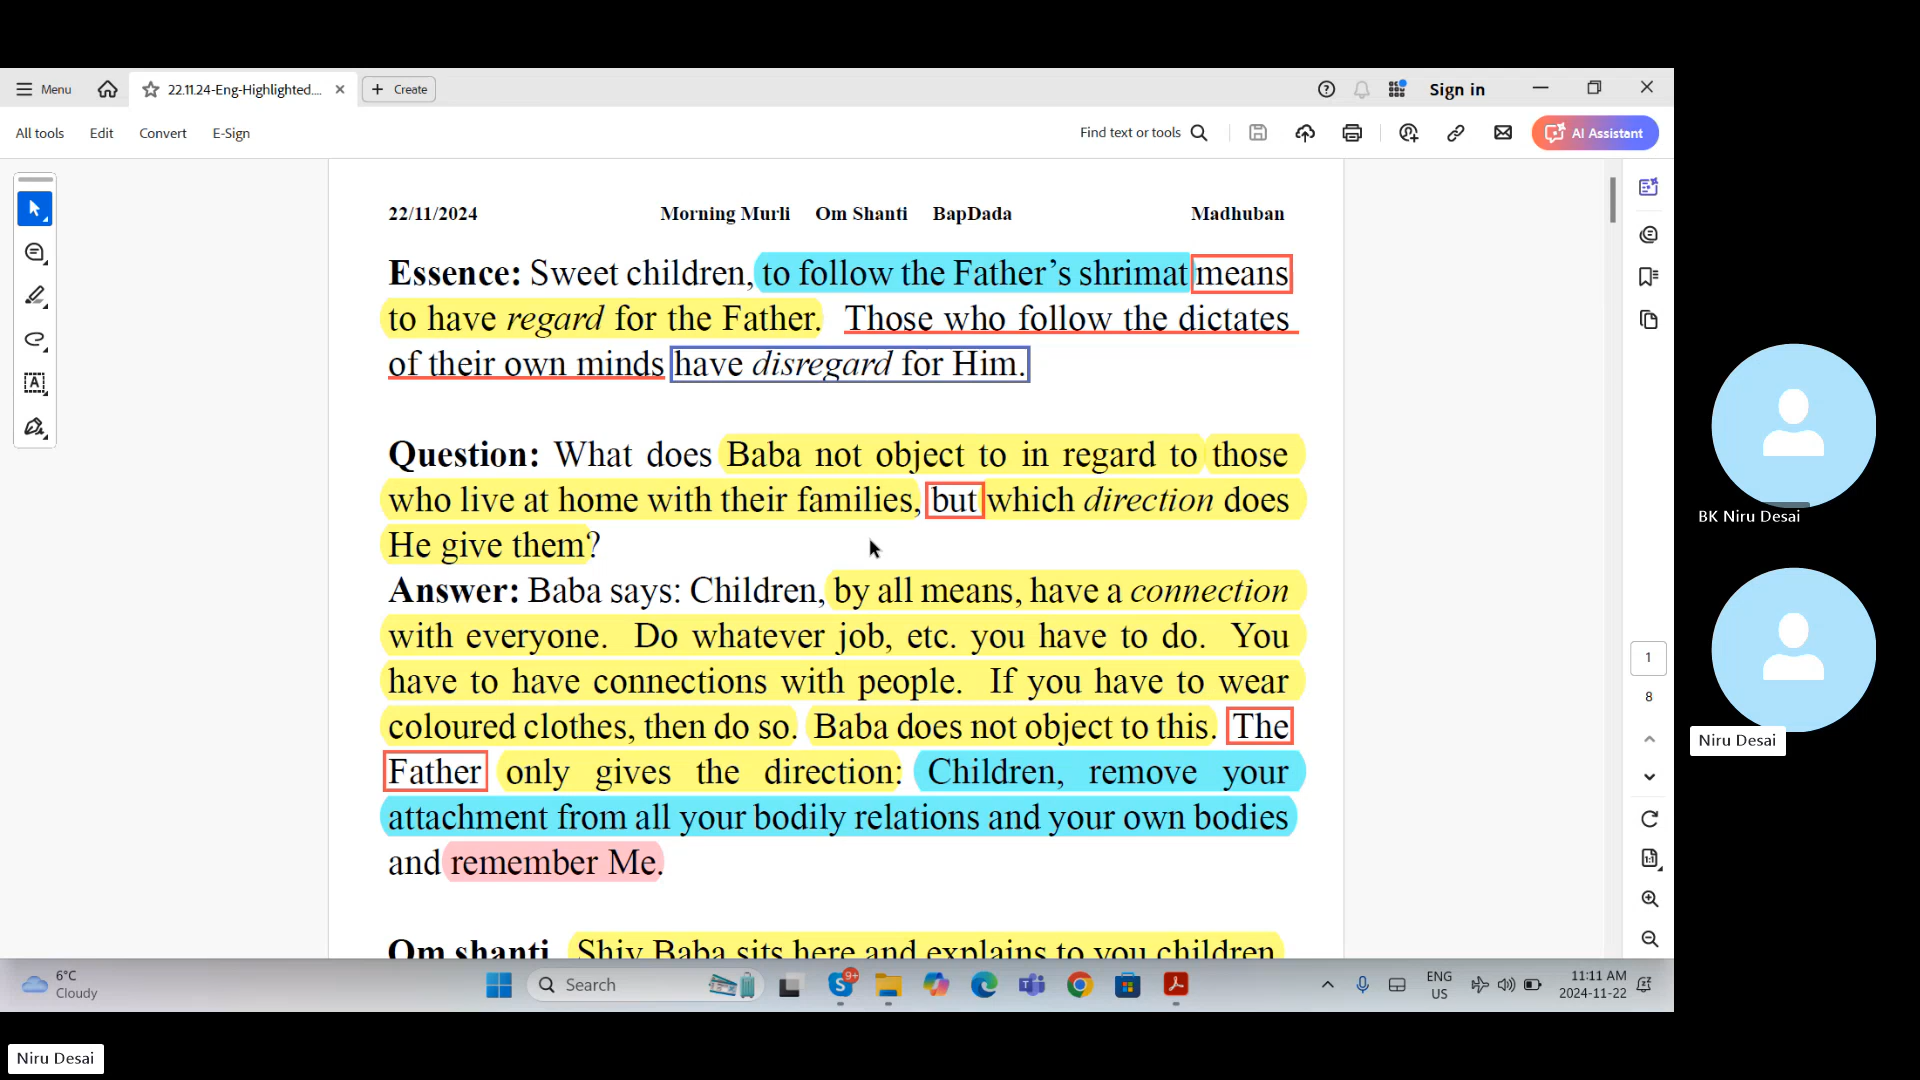 Menu
22.11.24-Eng-Highlighted....
Create
Sign in
All tools
Edit
Convert
E-Sign
Find text or tools
AI Assistant
22/11/2024 Morning Murli Om Shanti BapDada Madhuban
Essence: Sweet children, to follow the Father’s shrimat means
to have regard for the Father. Those who follow the dictates
of their own minds have disregard for Him.
Question: What does Baba not object to in regard to those
who live at home with their families, but which direction does
He give them?
Answer: Baba says: Children, by all means, have a connection
with everyone. Do whatever job, etc. you have to do. You
have to have connections with people. If you have to wear
coloured clothes, then do so. Baba does not object to this. The
Father only gives the direction: Children, remove your
attachment from all your bodily relations and your own bodies
and remember Me.
Om shanti. Shiv Baba sits here and explains to you children
1
8
BK Niru Desai
Niru Desai
6°C
Cloudy
Search
9+
ENG
US
11:11 AM
2024-11-22
Niru Desai